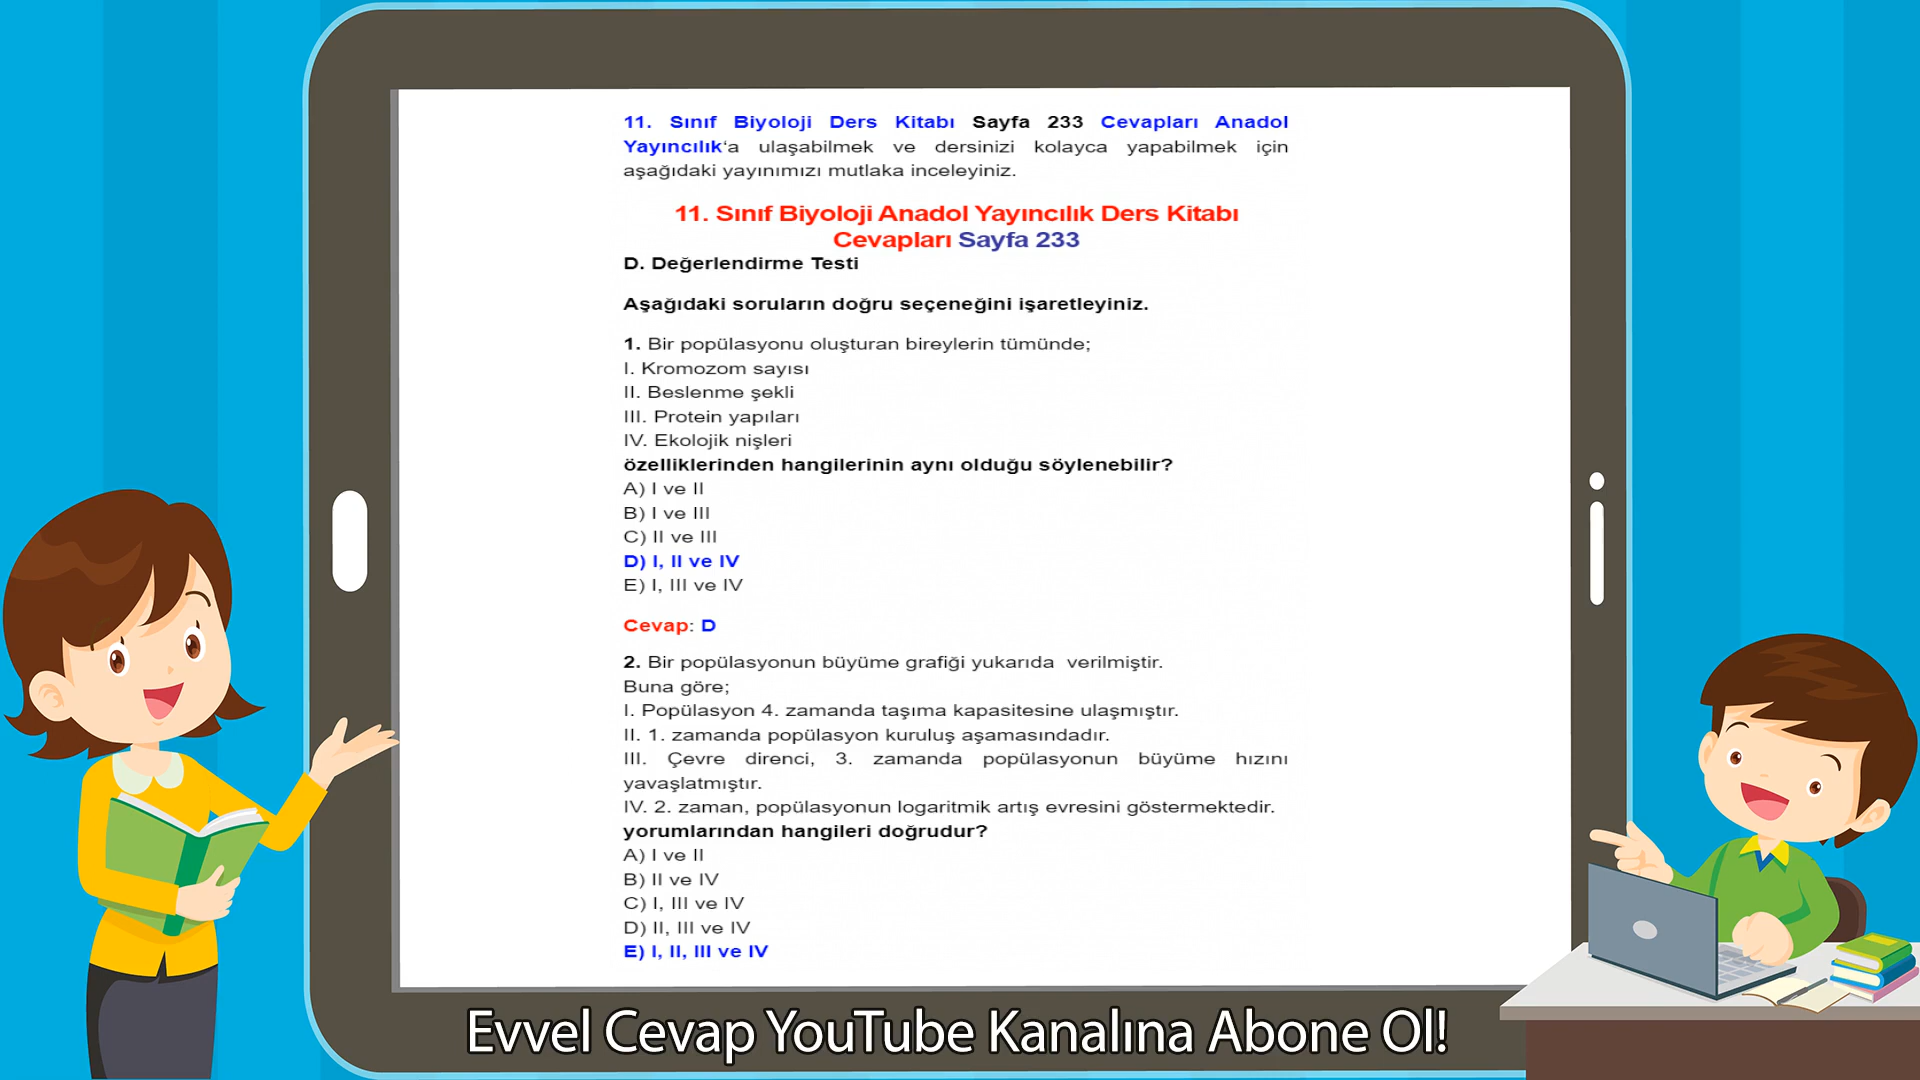 11. Sınıf Biyoloji Ders Kitabı Sayfa 233 Cevapları Anadol
Yayıncılık‘a ulaşabilmek ve dersinizi kolayca yapabilmek için
aşağıdaki yayınımızı mutlaka inceleyiniz.
11. Sınıf Biyoloji Anadol Yayıncılık Ders Kitabı
Cevapları Sayfa 233
D. Değerlendirme Testi
Aşağıdaki soruların doğru seçeneğini işaretleyiniz.
1. Bir popülasyonu oluşturan bireylerin tümünde;
I. Kromozom sayısı
II. Beslenme şekli
III. Protein yapıları
IV. Ekolojik nişleri
özelliklerinden hangilerinin aynı olduğu söylenebilir?
A) I ve II
B) I ve III
C) II ve III
D) I, II ve IV
E) I, III ve IV
Cevap: D
2. Bir popülasyonun büyüme grafiği yukarıda verilmiştir.
Buna göre;
I. Popülasyon 4. zamanda taşıma kapasitesine ulaşmıştır.
II. 1. zamanda popülasyon kuruluş aşamasındadır.
III. Çevre direnci, 3. zamanda popülasyonun büyüme hızını
yavaşlatmıştır.
IV. 2. zaman, popülasyonun logaritmik artış evresini göstermektedir.
yorumlarından hangileri doğrudur?
A) I ve II
B) II ve IV
C) I, III ve IV
D) II, III ve IV
E) I, II, III ve IV
Evvel Cevap YouTube Kanalına Abone Ol!